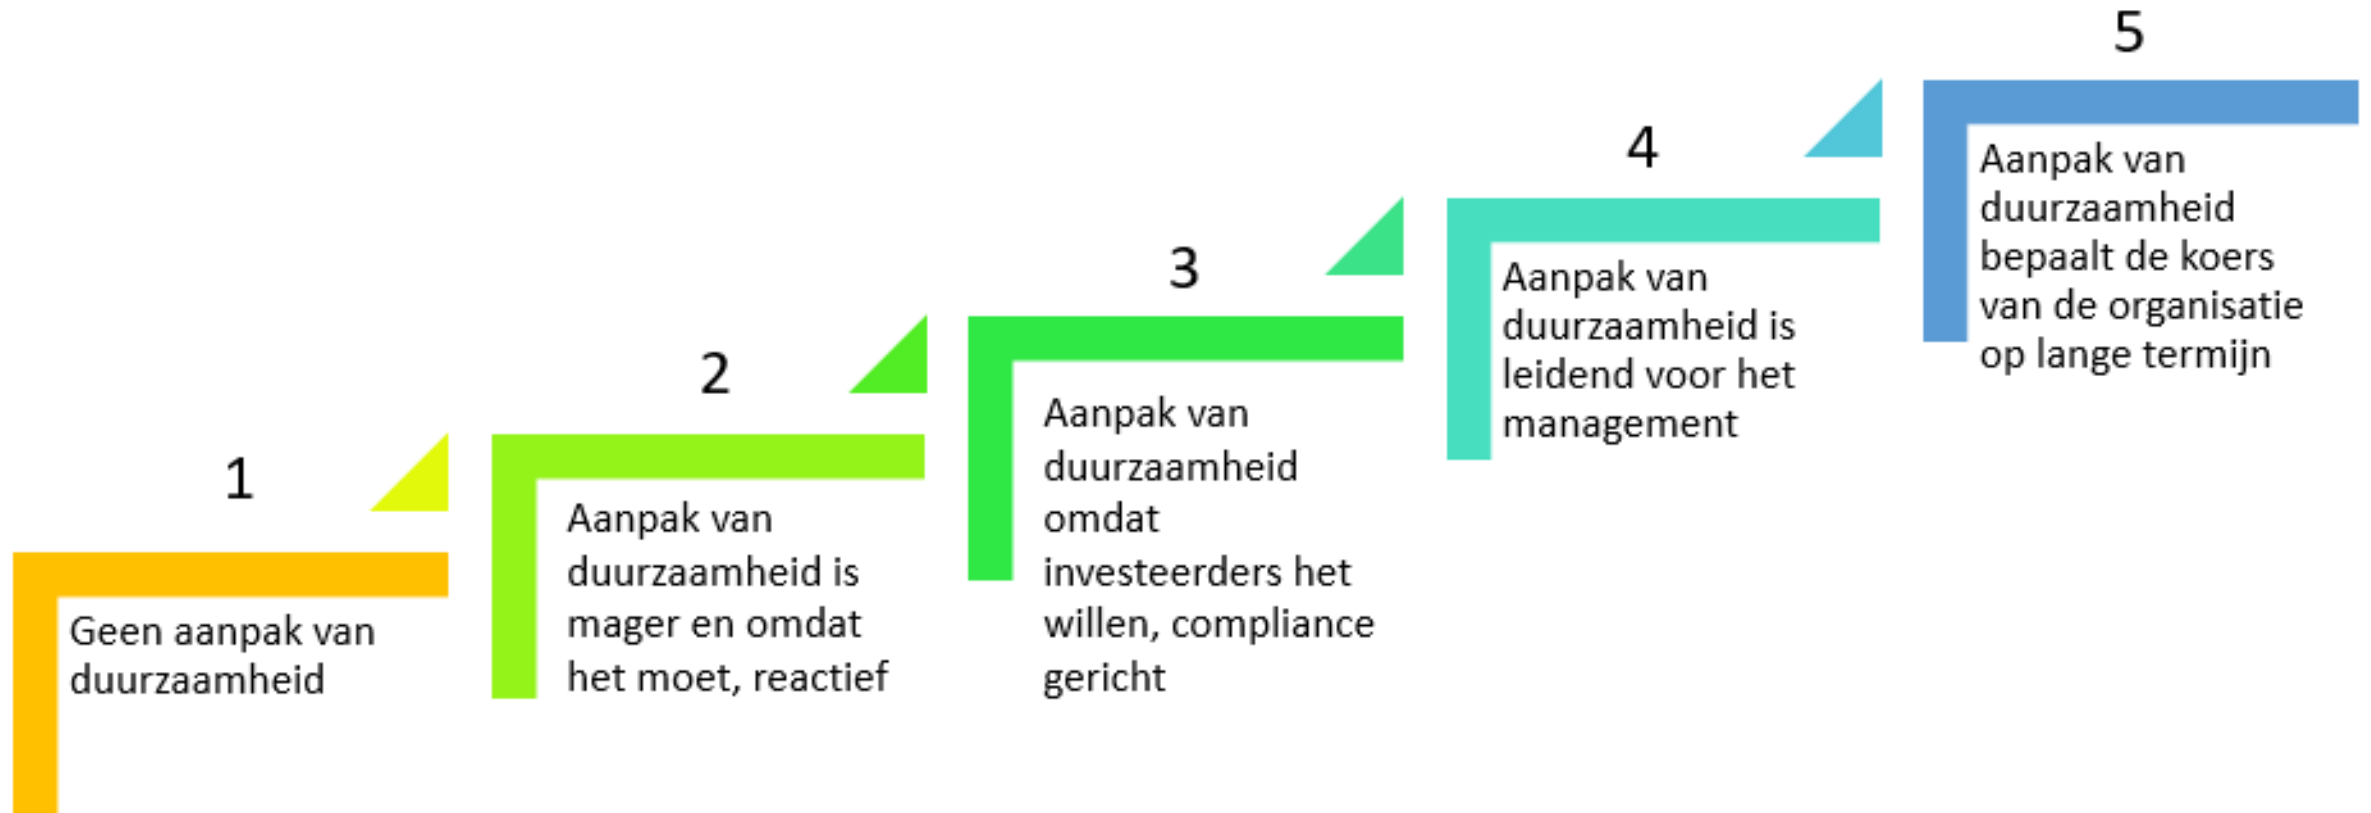 1
Geen aanpak van
duurzaamheid
2
Aanpak van
duurzaamheid is
mager en omdat
het moet, reactief
3
Aanpak van
duurzaamheid
omdat
investeerders het
willen, compliance
gericht
4
Aanpak van
duurzaamheid is
leidend voor het
management
5
Aanpak van
duurzaamheid
bepaalt de koers
van de organisatie
op lange termijn